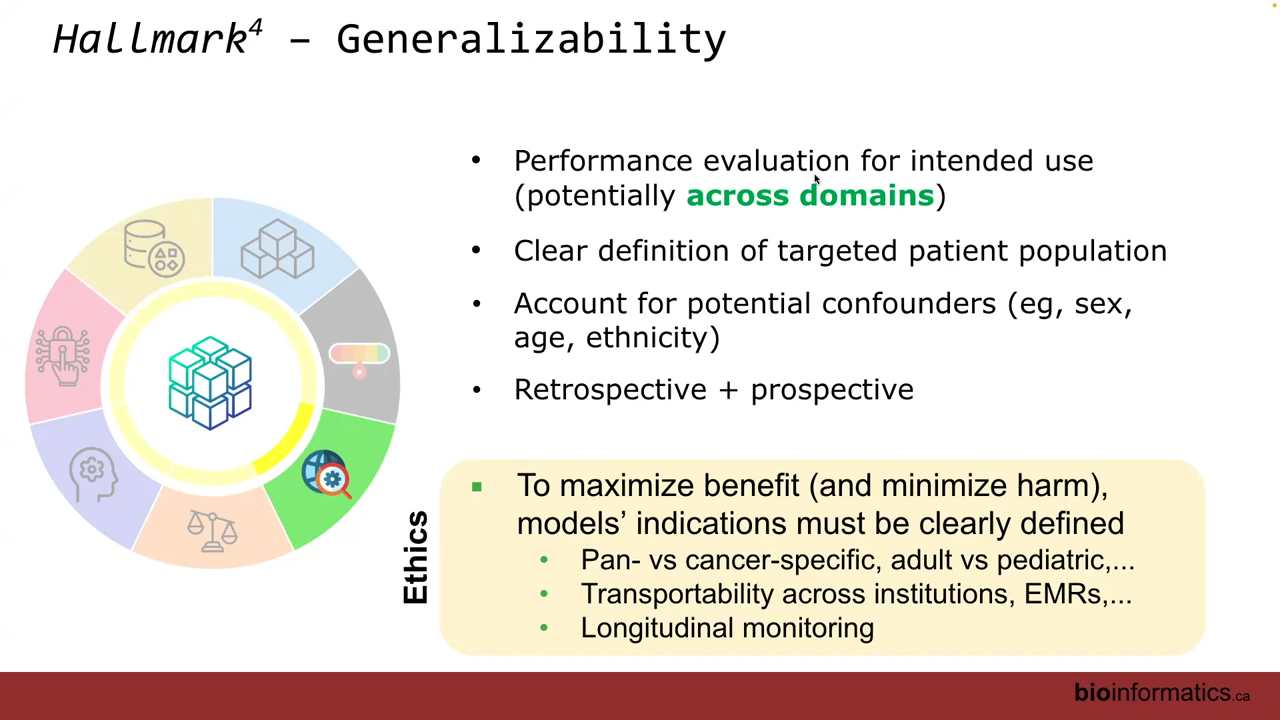 Hallmark4 – Generalizability
• Performance evaluation for intended use
(potentially across domains)
• Clear definition of targeted patient population
• Account for potential confounders (eg, sex,
age, ethnicity)
• Retrospective + prospective
Ethics
▪ To maximize benefit (and minimize harm),
models’ indications must be clearly defined
• Pan- vs cancer-specific, adult vs pediatric,...
• Transportability across institutions, EMRs,...
• Longitudinal monitoring
bioinformatics.ca